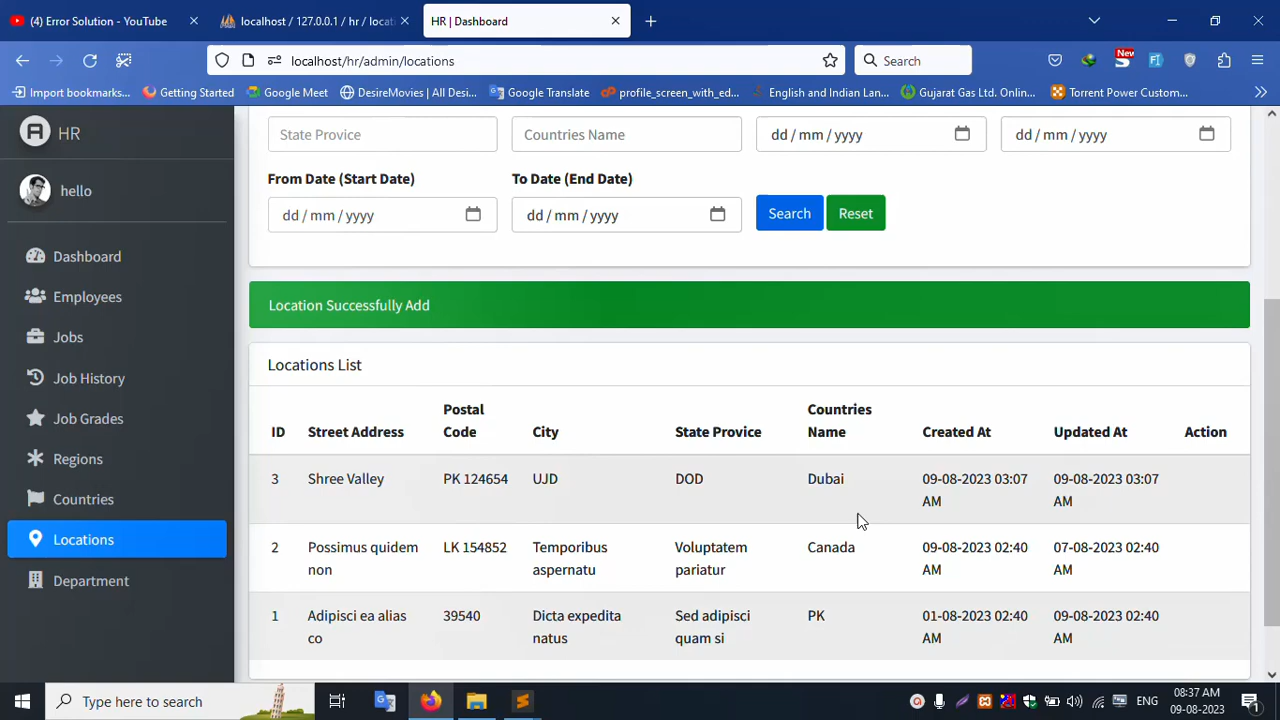 (4) Error Solution - YouTube
localhost / 127.0.0.1 / hr / locat
HR | Dashboard
localhost/hr/admin/locations
Search
New
Import bookmarks...
Getting Started
Google Meet
DesireMovies | All Desi...
Google Translate
profile_screen_with_ed...
English and Indian Lan...
Gujarat Gas Ltd. Onlin...
Torrent Power Custom...
HR
hello
Dashboard
Employees
Jobs
Job History
Job Grades
Regions
Countries
Locations
Department
State Provice
Countries Name
dd / mm / yyyy
dd / mm / yyyy
From Date (Start Date)
To Date (End Date)
dd / mm / yyyy
dd / mm / yyyy
Search
Reset
Location Successfully Add
Locations List
ID Street Address Postal Code City State Provice Countries Name Created At Updated At Action
3 Shree Valley PK 124654 UJD DOD Dubai 09-08-2023 03:07 AM 09-08-2023 03:07 AM
2 Possimus quidem non LK 154852 Temporibus aspernatu Voluptatem pariatur Canada 09-08-2023 02:40 AM 07-08-2023 02:40 AM
1 Adipisci ea alias co 39540 Dicta expedita natus Sed adipisci quam si PK 01-08-2023 02:40 AM 09-08-2023 02:40 AM
Type here to search
ENG
08:37 AM
09-08-2023
1